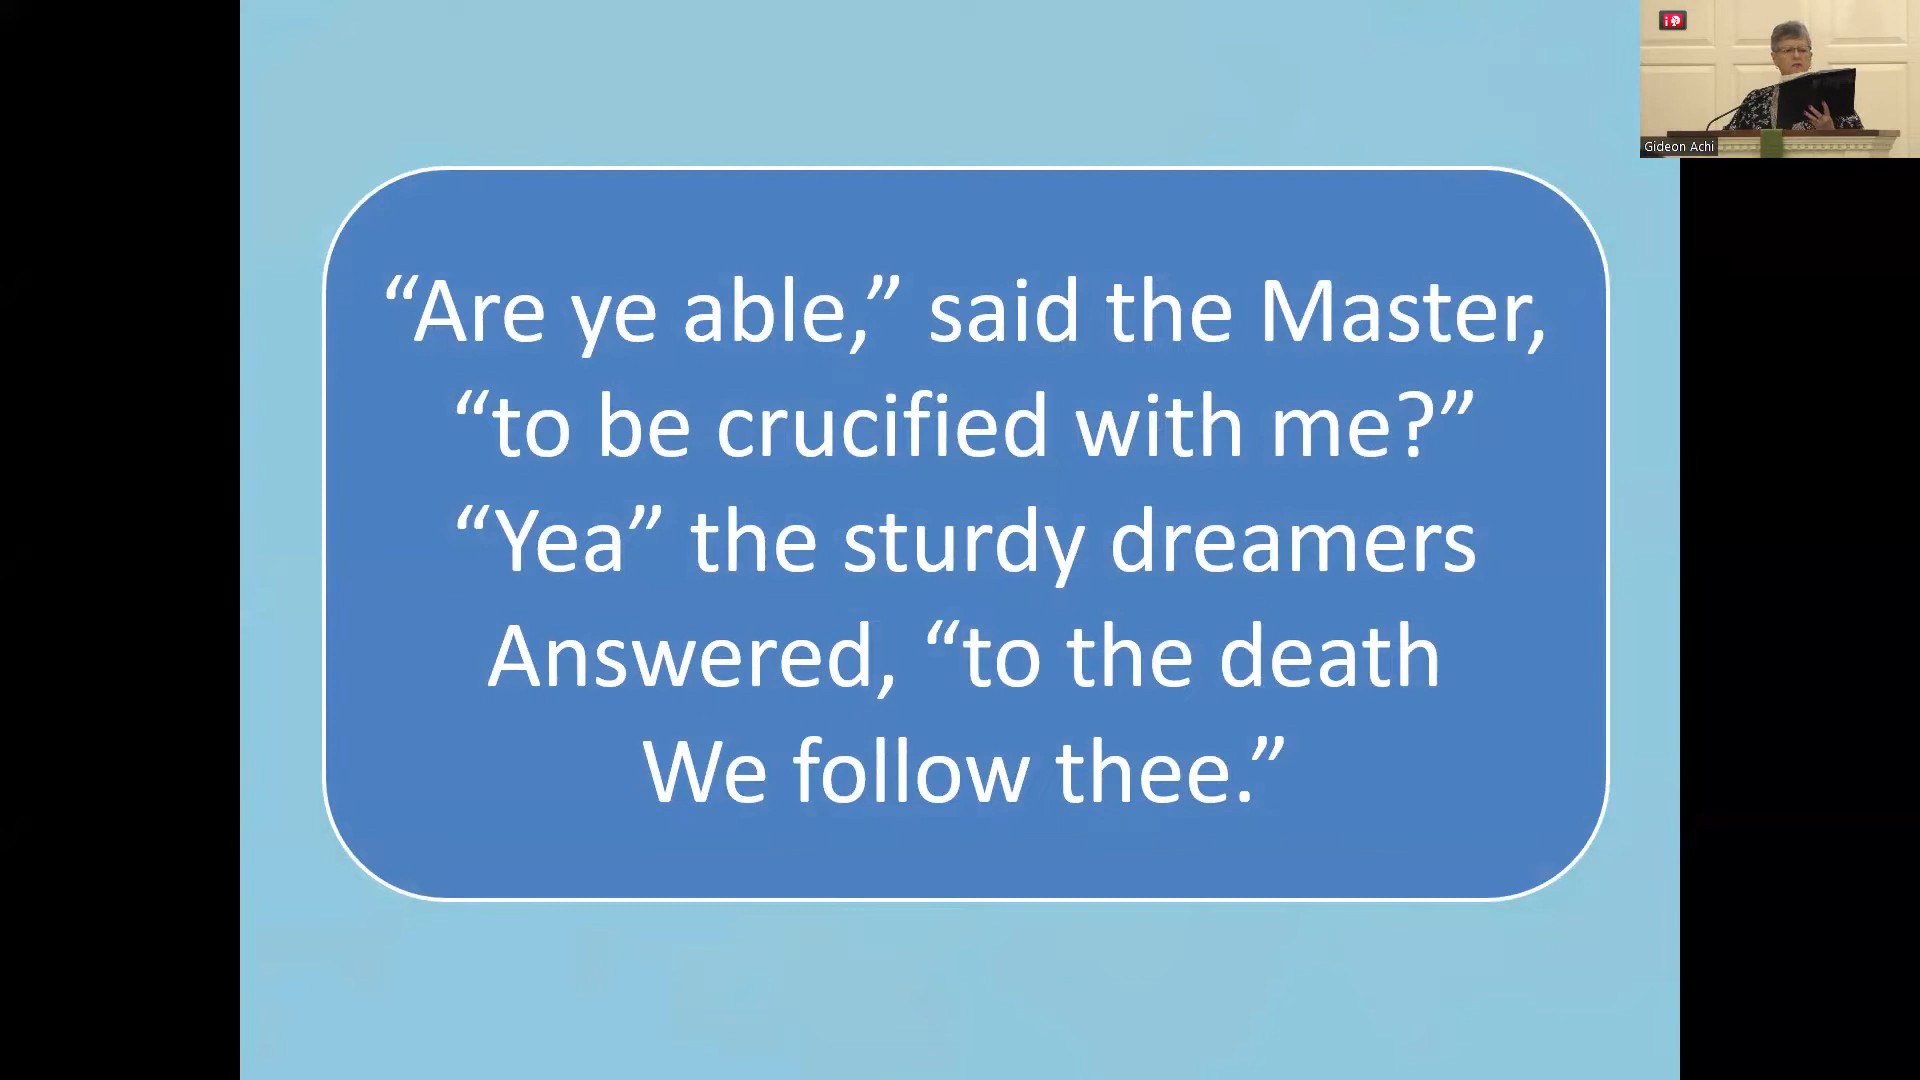 Gideon Achi
“Are ye able,” said the Master,
“to be crucified with me?”
“Yea” the sturdy dreamers
Answered, “to the death
We follow thee.”